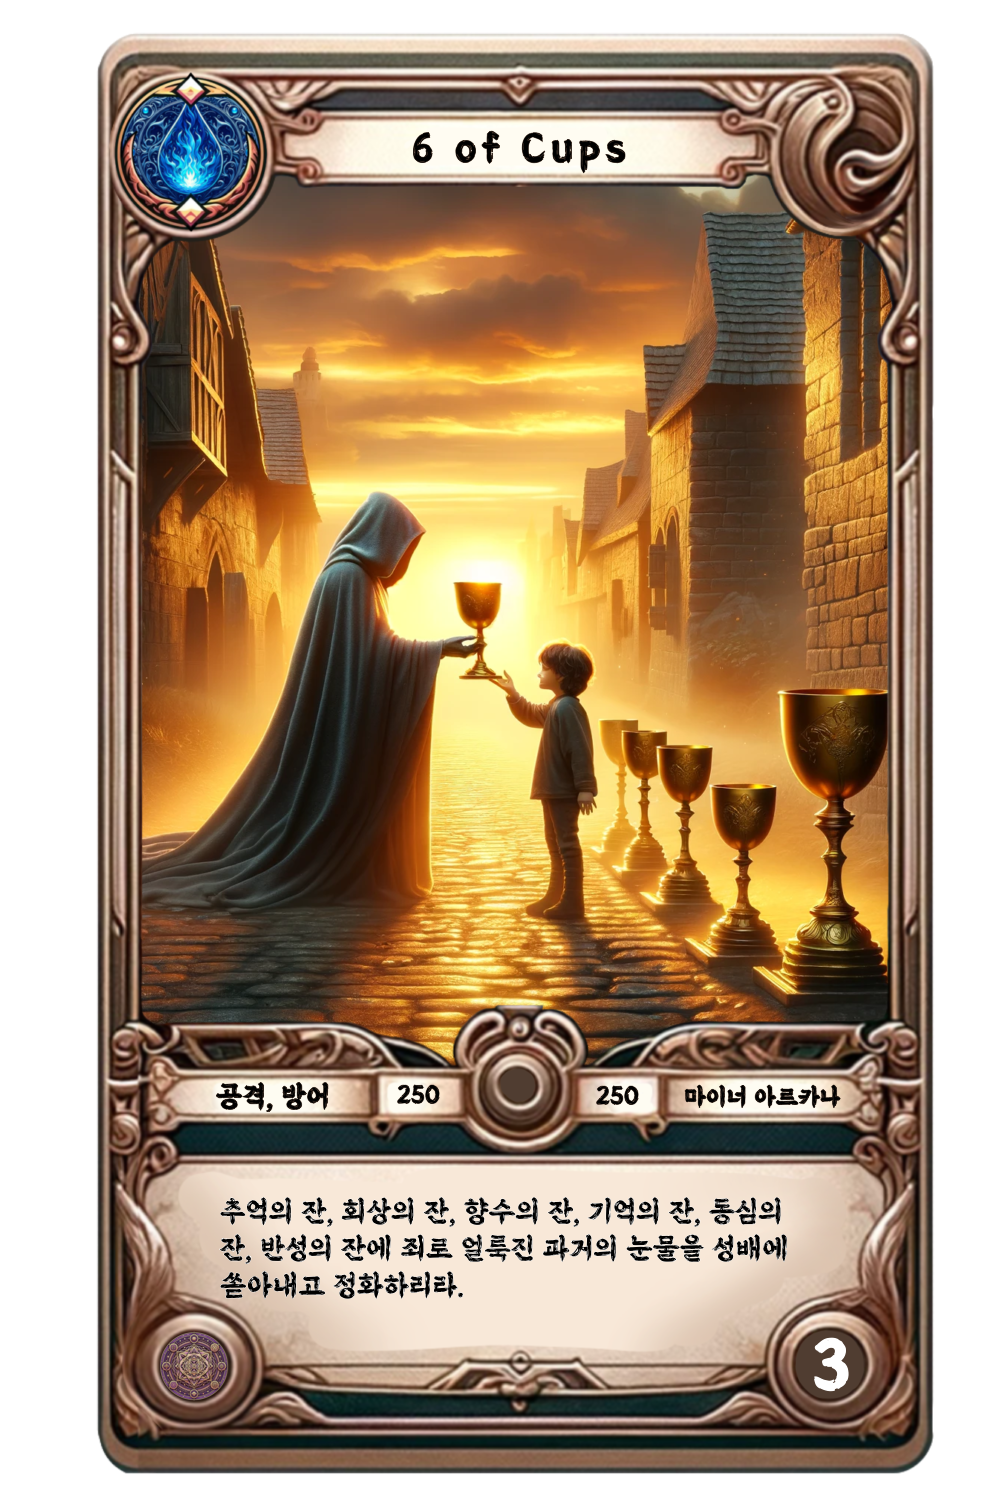 6 of Cups
공격, 방어 250 250 마이너 아르카나
추억의 잔, 회상의 잔, 향수의 잔, 기억의 잔, 동심의
잔, 반성의 잔에 죄로 얼룩진 과거의 눈물을 성배에
쏟아내고 정화하리라.
3